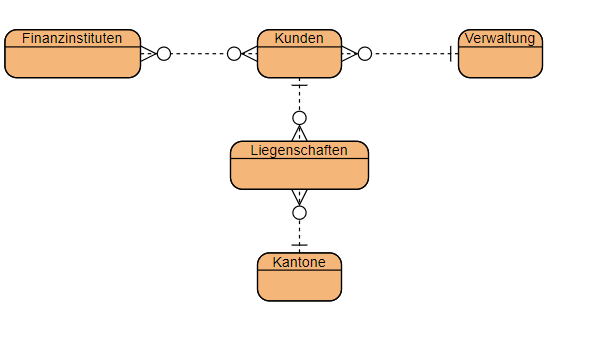 Finanzinstituten
Kunden
Verwaltung
Liegenschaften
Kantone